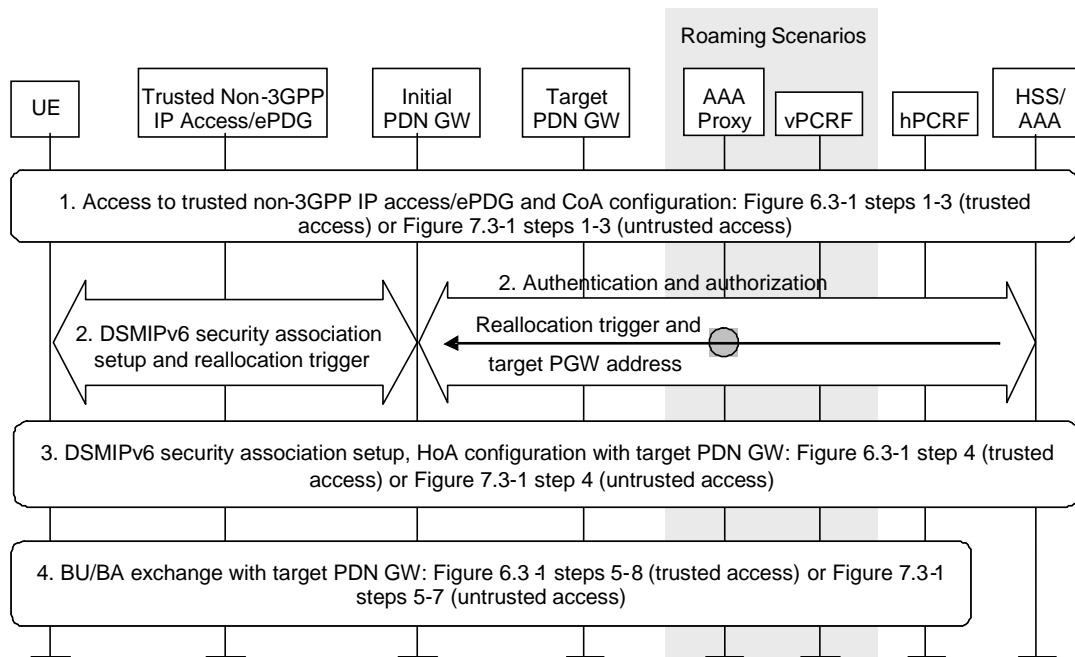 Roaming Scenarios
UE
Trusted Non-3GPP
IP Access/ePDG
Initial
PDN GW
Target
PDN GW
AAA
Proxy
vPCRF
hPCRF
HSS/
AAA
1. Access to trusted non-3GPP IP access/ePDG and CoA configuration: Figure 6.3-1 steps 1-3 (trusted
access) or Figure 7.3-1 steps 1-3 (untrusted access)
2. Authentication and authorization
2. DSMIPv6 security association
setup and reallocation trigger
Reallocation trigger and
target PGW address
3. DSMIPv6 security association setup, HoA configuration with target PDN GW: Figure 6.3-1 step 4 (trusted
access) or Figure 7.3-1 step 4 (untrusted access)
4. BU/BA exchange with target PDN GW: Figure 6.3-1 steps 5-8 (trusted access) or Figure 7.3-1
steps 5-7 (untrusted access)